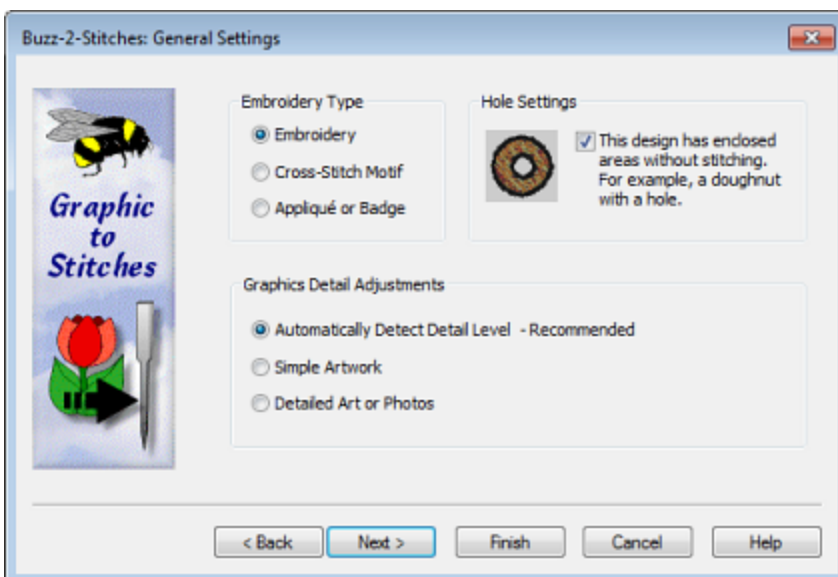 Buzz-2-Stitches: General Settings
Graphic
to
Stitches
Embroidery Type
Embroidery
Cross-Stitch Motif
Appliqué or Badge
Hole Settings
This design has enclosed
areas without stitching.
For example, a doughnut
with a hole.
Graphics Detail Adjustments
Automatically Detect Detail Level - Recommended
Simple Artwork
Detailed Art or Photos
< Back
Next >
Finish
Cancel
Help